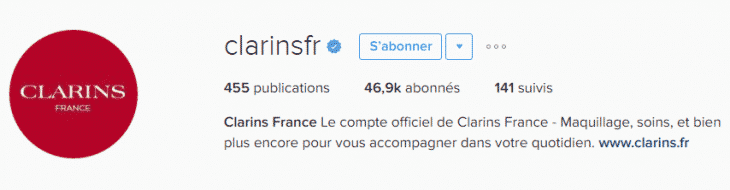 clarinsfr S'abonner
CLARINS
FRANCE
455 publications 46,9k abonnés 141 suivis
Clarins France Le compte officiel de Clarins France - Maquillage, soins, et bien
plus encore pour vous accompagner dans votre quotidien. www.clarins.fr